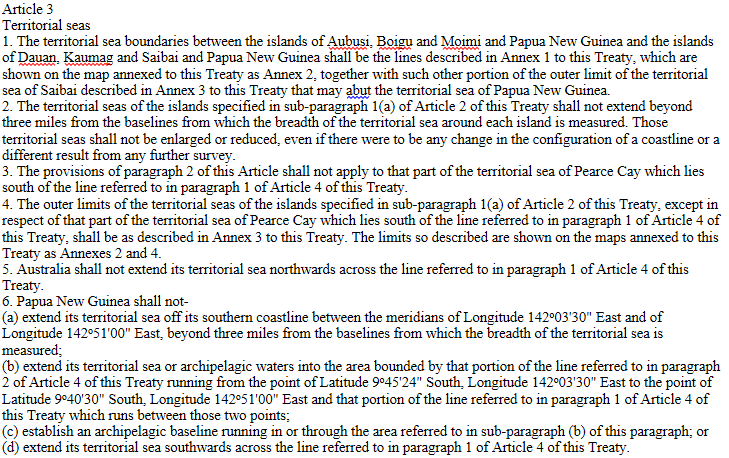 Article 3
Territorial seas
1. The territorial sea boundaries between the islands of Aubusi, Boigu and Moimi and Papua New Guinea and the islands
of Dauan, Kaumag and Saibai and Papua New Guinea shall be the lines described in Annex 1 to this Treaty, which are
shown on the map annexed to this Treaty as Annex 2, together with such other portion of the outer limit of the territorial
sea of Saibai described in Annex 3 to this Treaty that may abut the territorial sea of Papua New Guinea.
2. The territorial seas of the islands specified in sub-paragraph 1(a) of Article 2 of this Treaty shall not extend beyond
three miles from the baselines from which the breadth of the territorial sea around each island is measured. Those
territorial seas shall not be enlarged or reduced, even if there were to be any change in the configuration of a coastline or a
different result from any further survey.
3. The provisions of paragraph 2 of this Article shall not apply to that part of the territorial sea of Pearce Cay which lies
south of the line referred to in paragraph 1 of Article 4 of this Treaty.
4. The outer limits of the territorial seas of the islands specified in sub-paragraph 1(a) of Article 2 of this Treaty, except in
respect of that part of the territorial sea of Pearce Cay which lies south of the line referred to in paragraph 1 of Article 4 of
this Treaty, shall be as described in Annex 3 to this Treaty. The limits so described are shown on the maps annexed to this
Treaty as Annexes 2 and 4.
5. Australia shall not extend its territorial sea northwards across the line referred to in paragraph 1 of Article 4 of this
Treaty.
6. Papua New Guinea shall not-
(a) extend its territorial sea off its southern coastline between the meridians of Longitude 142º03'30" East and of
Longitude 142º51'00" East, beyond three miles from the baselines from which the breadth of the territorial sea is
measured;
(b) extend its territorial sea or archipelagic waters into the area bounded by that portion of the line referred to in paragraph
2 of Article 4 of this Treaty running from the point of Latitude 9º45'24" South, Longitude 142º03'30" East to the point of
Latitude 9º40'30" South, Longitude 142º51'00" East and that portion of the line referred to in paragraph 1 of Article 4 of
this Treaty which runs between those two points;
(c) establish an archipelagic baseline running in or through the area referred to in sub-paragraph (b) of this paragraph; or
(d) extend its territorial sea southwards across the line referred to in paragraph 1 of Article 4 of this Treaty.